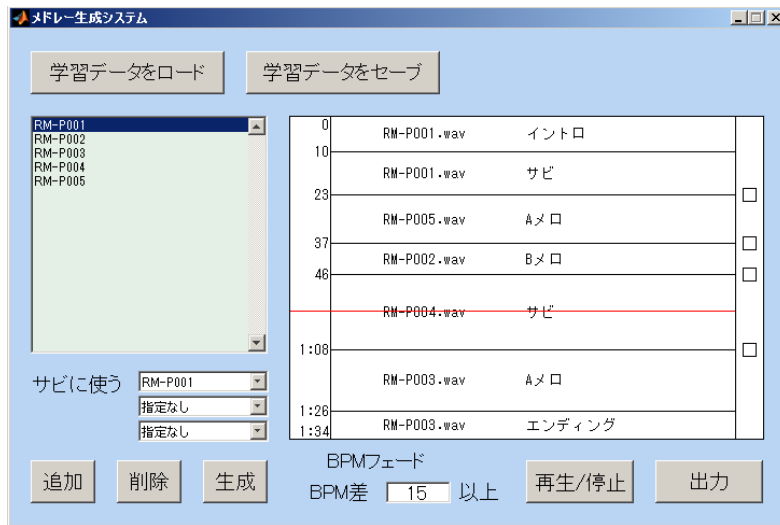 メドレー生成システム
学習データをロード 学習データをセーブ
RM-P001
RM-P002
RM-P003
RM-P004
RM-P005
0
RM-P001.wav イントロ
10
RM-P001.wav サビ
23
RM-P005.wav Aメロ
37
RM-P002.wav Bメロ
46
RM-P004.wav サビ
1:08
RM-P003.wav Aメロ
1:26
RM-P003.wav エンディング
1:34
サビに使う RM-P001
指定なし
指定なし
追加 削除 生成
BPMフェード
BPM差 15 以上
再生/停止 出力